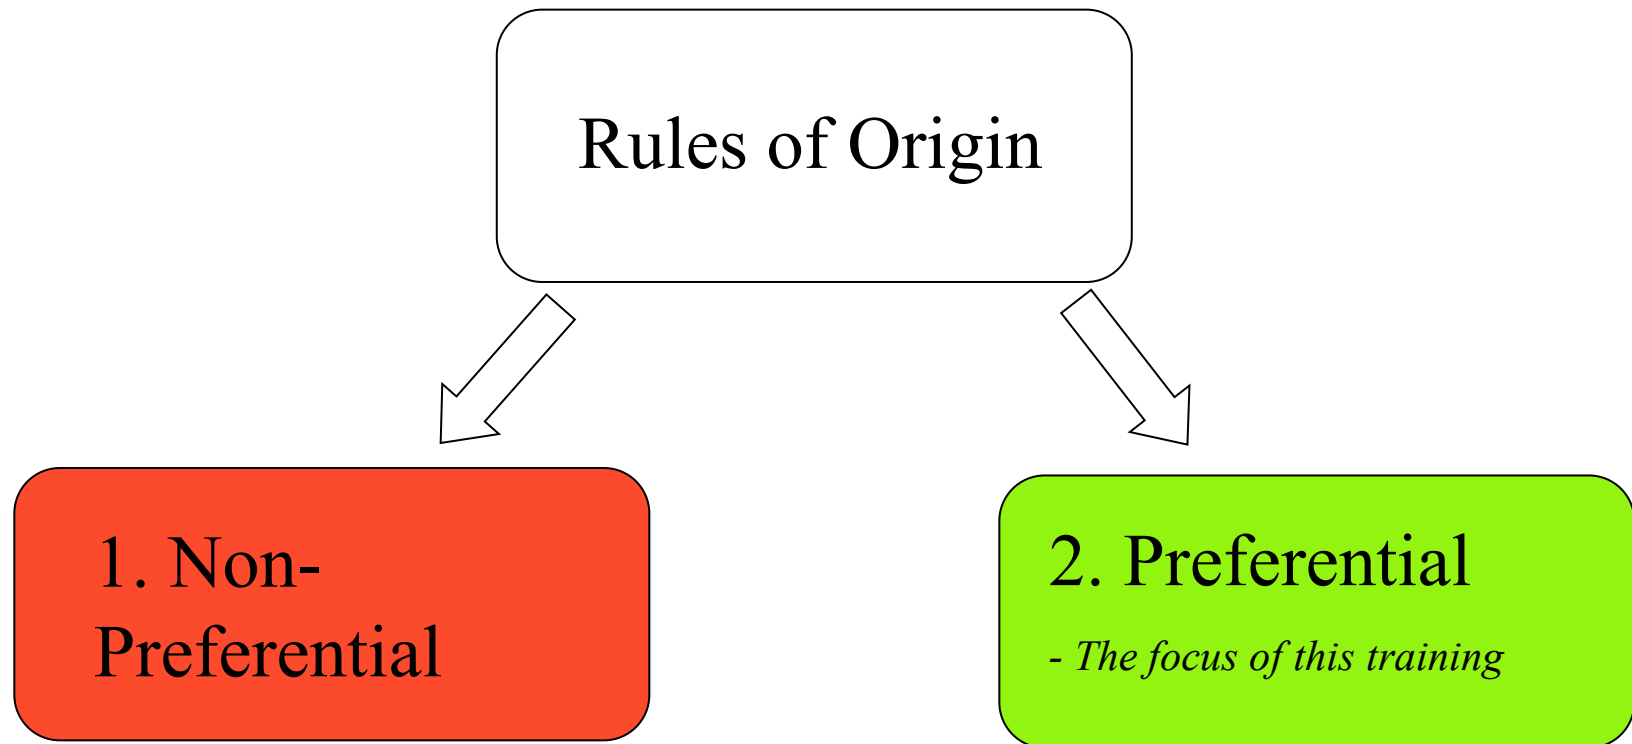 Rules of Origin
1. Non-
Preferential
2. Preferential
- The focus of this training